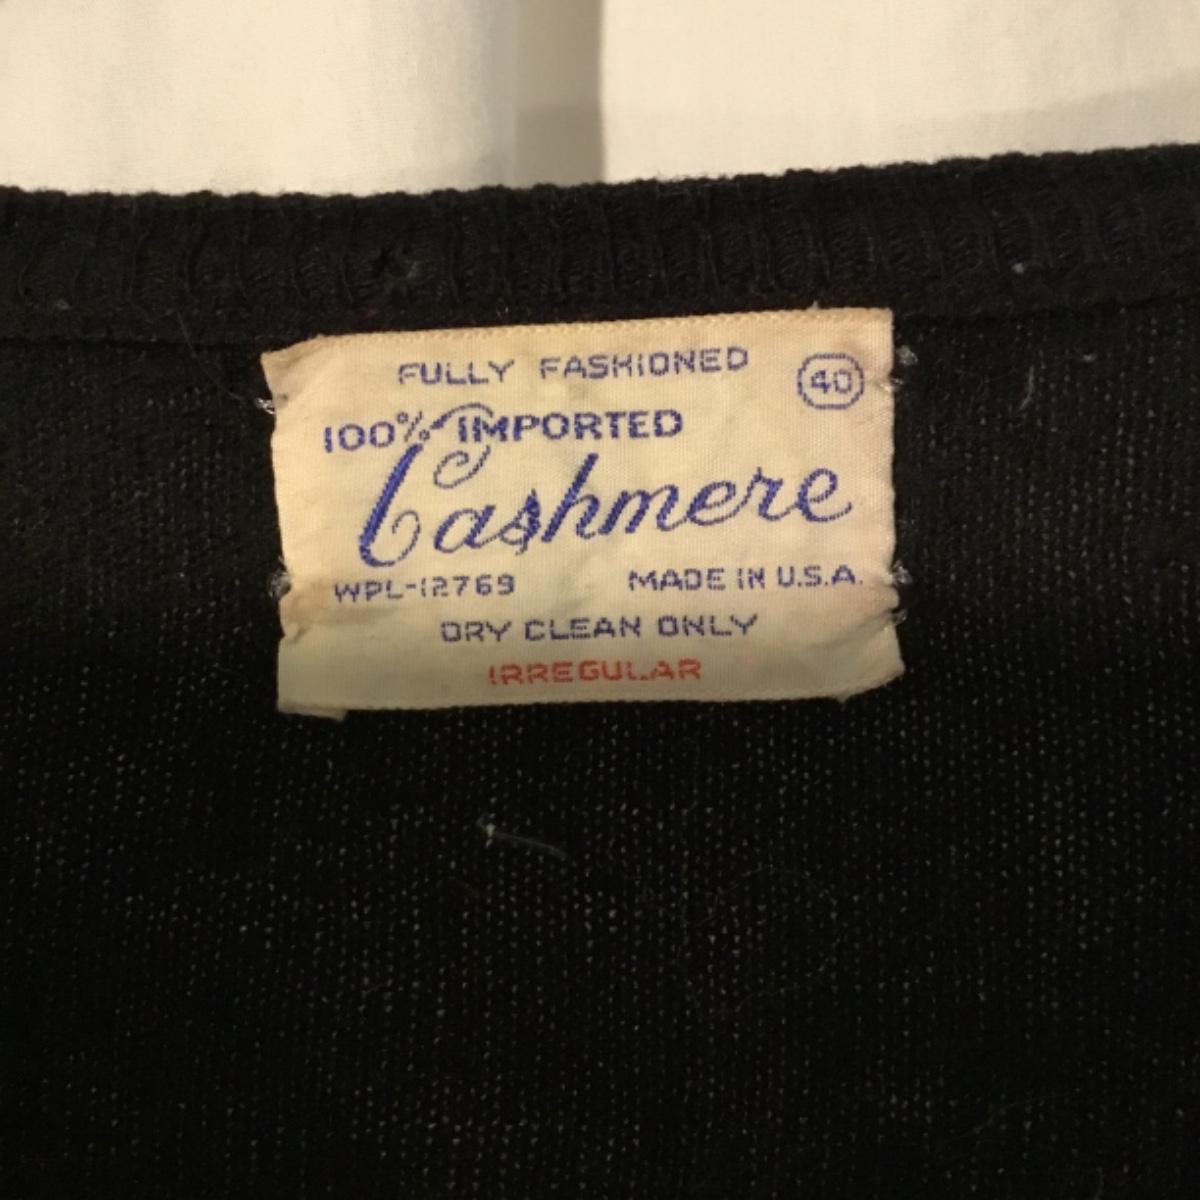 FULLY FASHIONED
40
100% IMPORTED
Cashmere
WPL-12769 MADE IN U.S.A.
DRY CLEAN ONLY
IRREGULAR